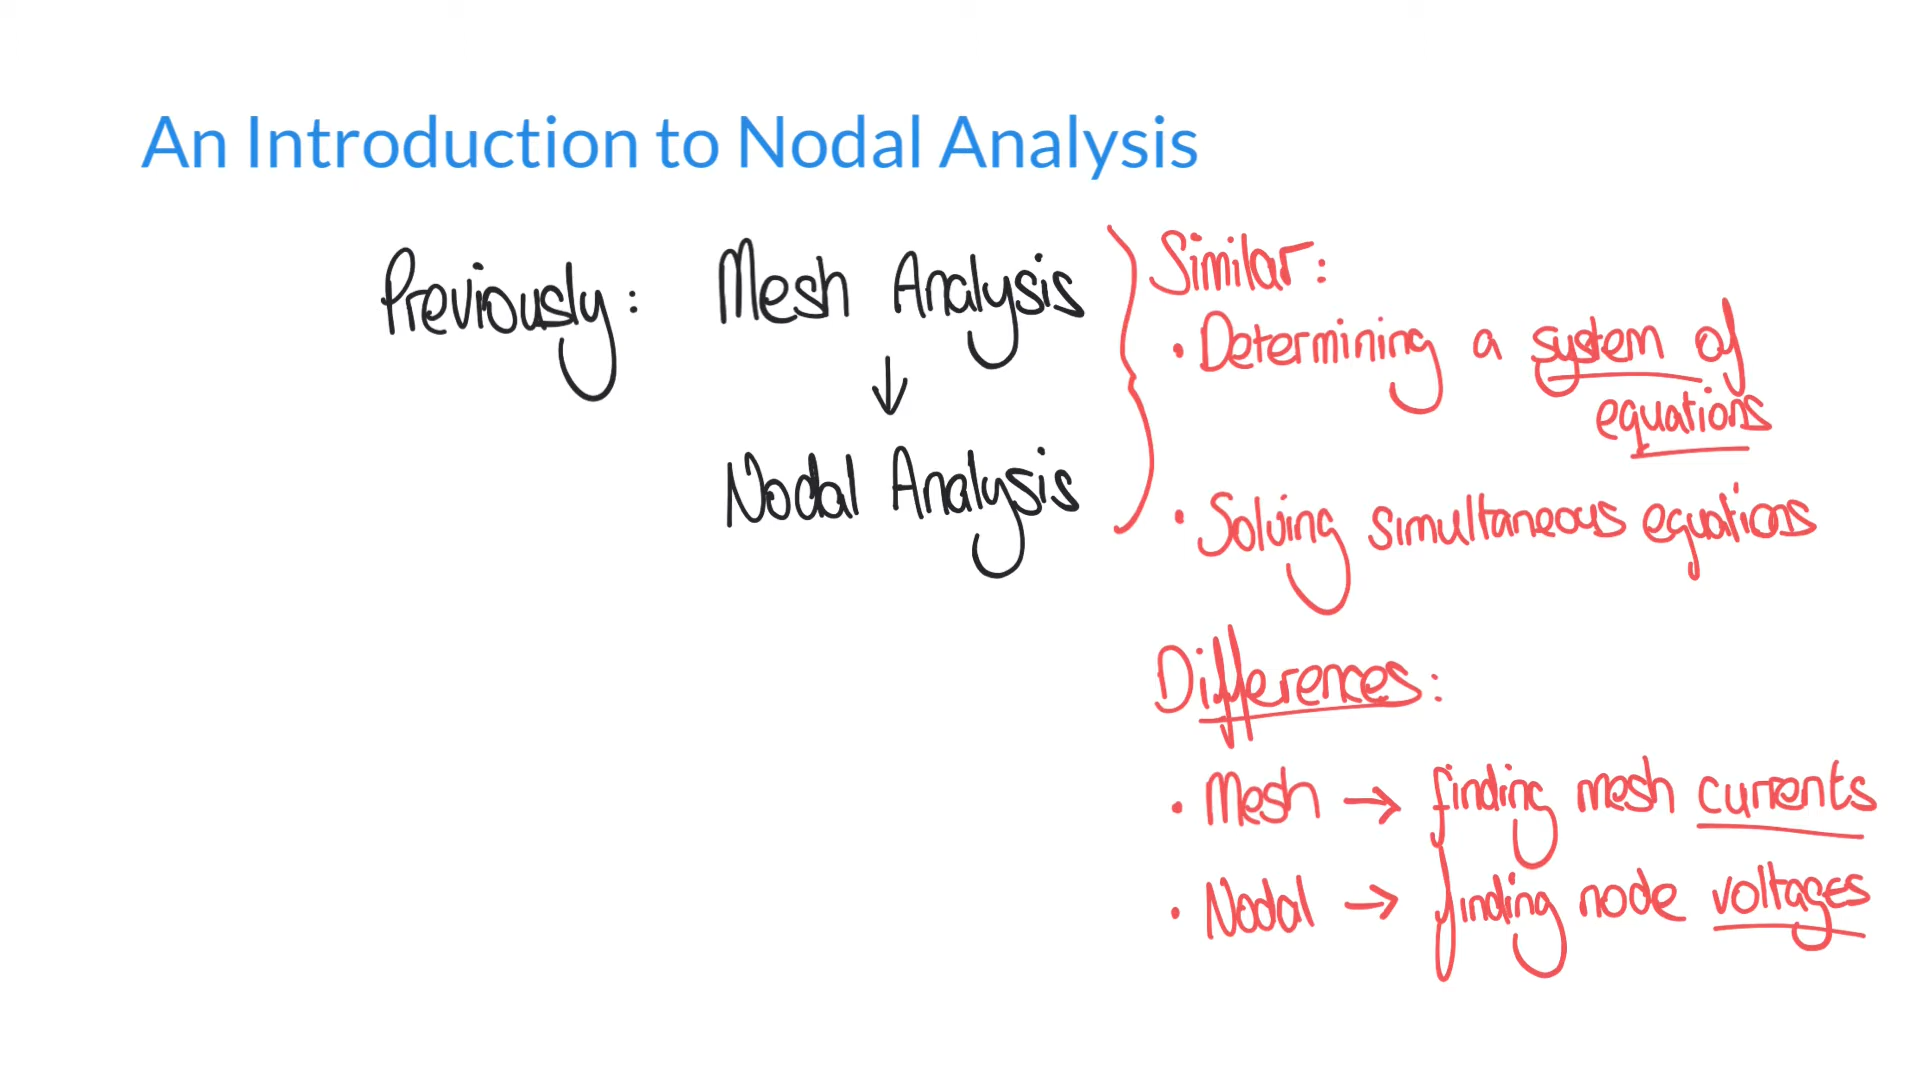 An Introduction to Nodal Analysis
Previously: Mesh Analysis
↓
Nodal Analysis
Similar:
• Determining a system of
equations
• Solving simultaneous equations
Differences:
• Mesh → finding mesh currents
• Nodal → finding node voltages